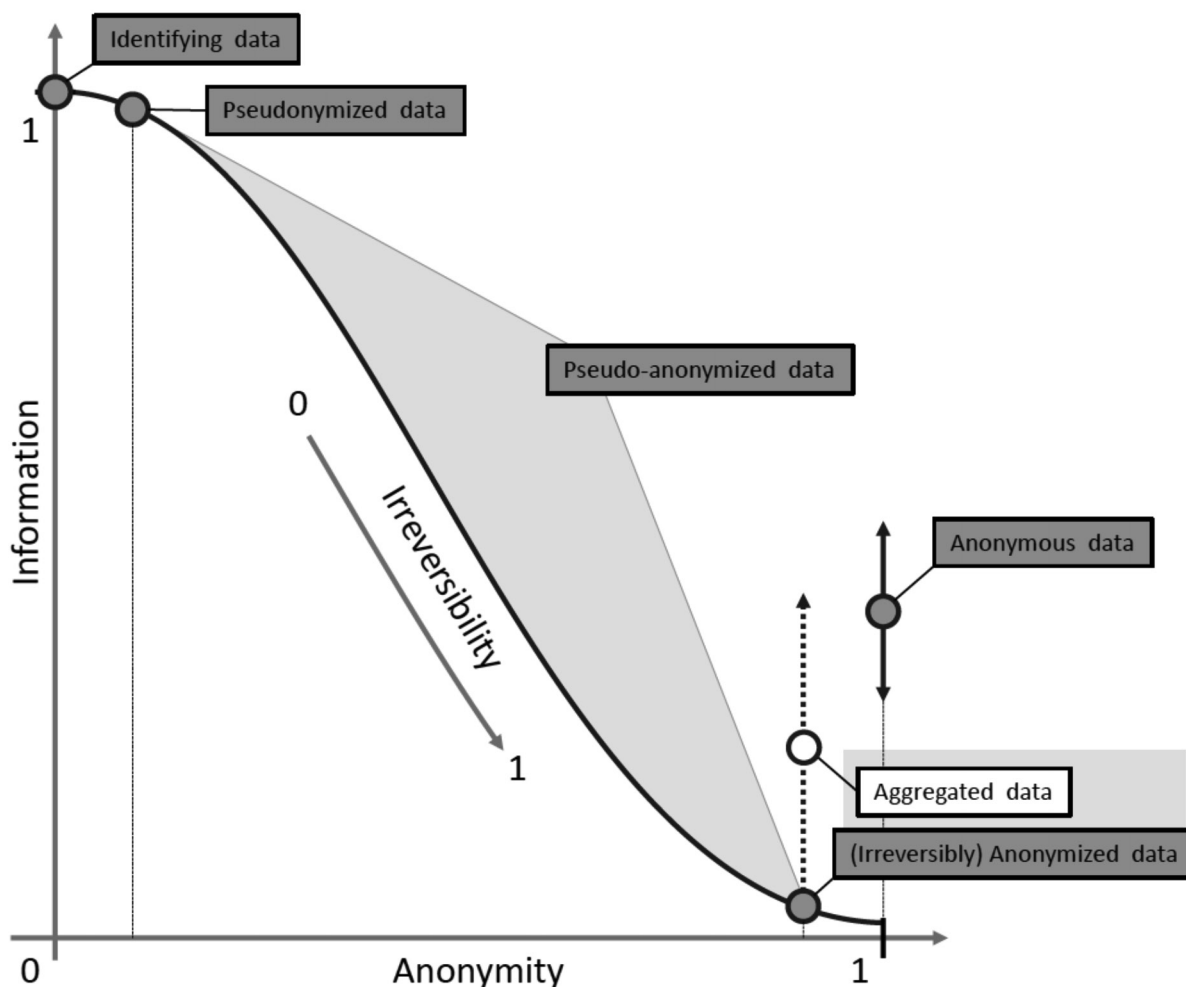 Identifying data
Pseudonymized data
1
Pseudo-anonymized data
0
Information
Irreversibility
Anonymous data
1
Aggregated data
(Irreversibly) Anonymized data
0
Anonymity
1